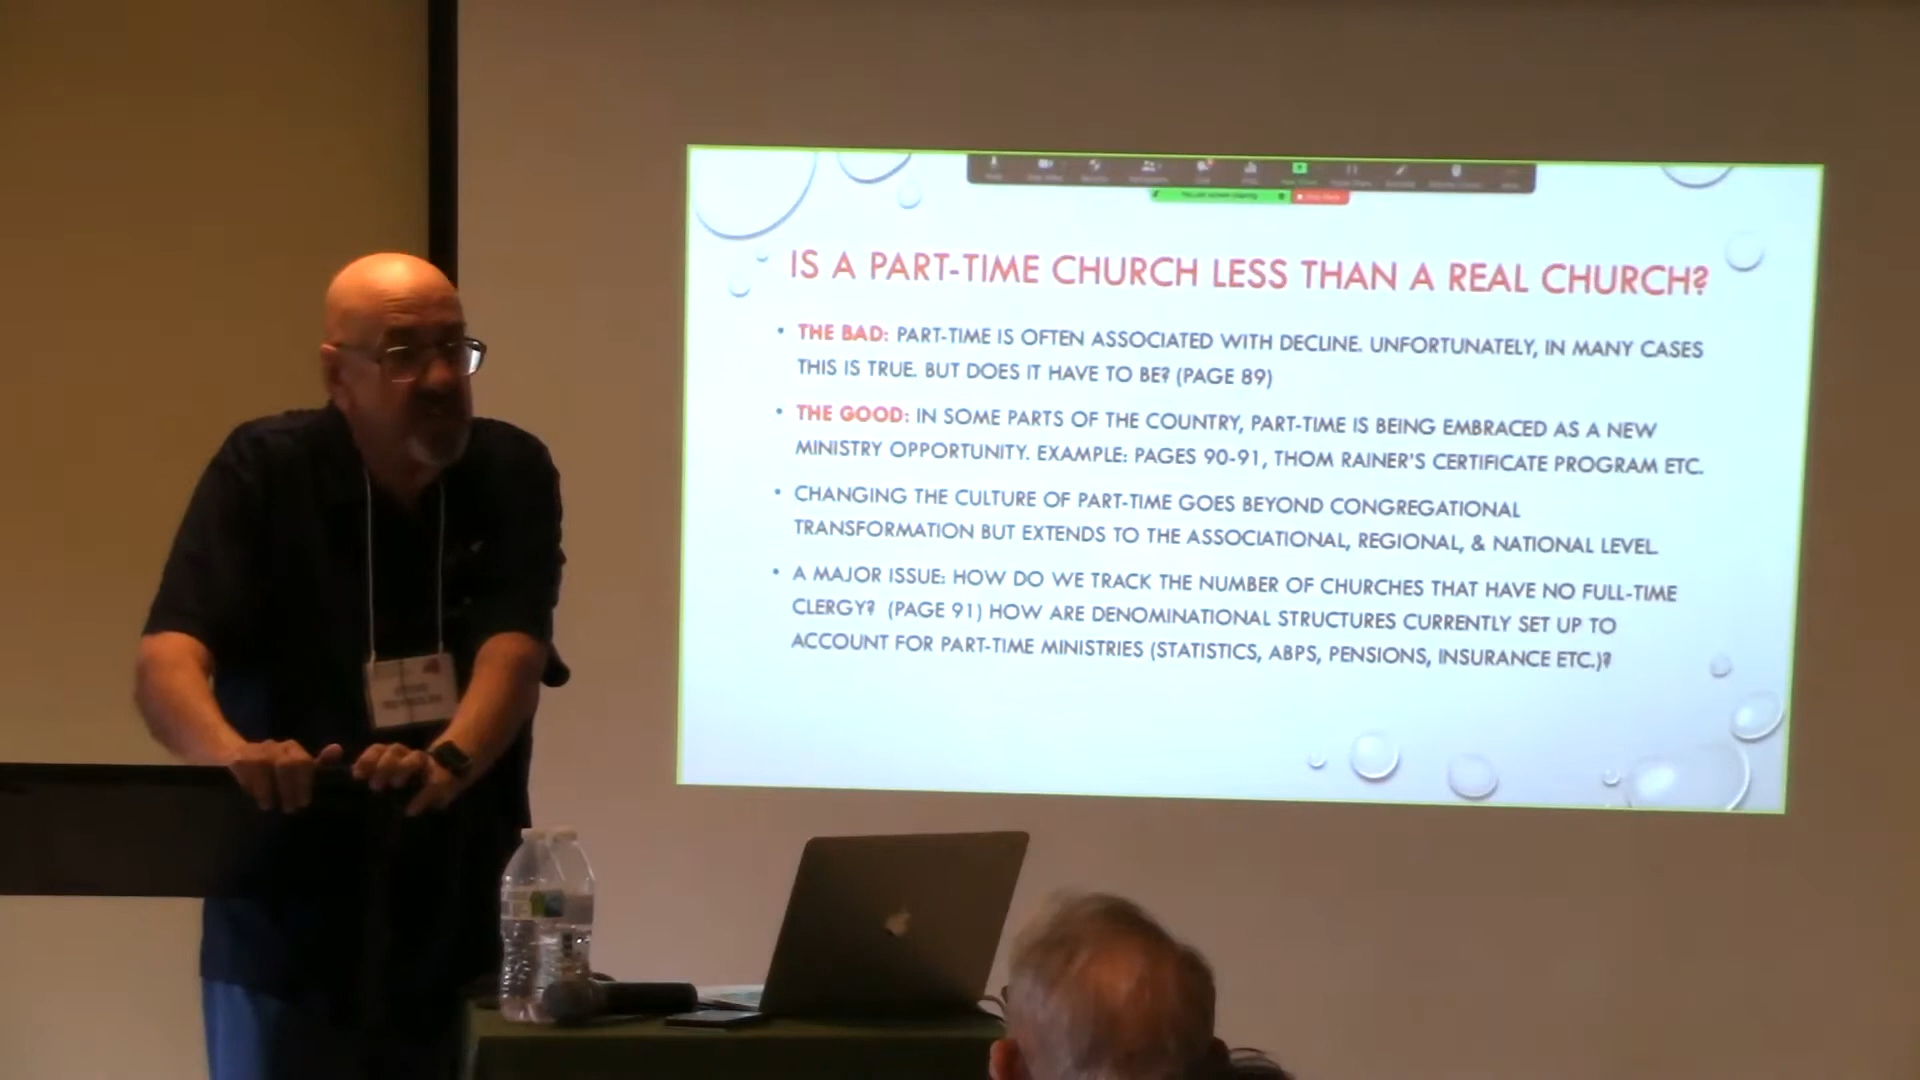 IS A PART-TIME CHURCH LESS THAN A REAL CHURCH?
• THE BAD: PART-TIME IS OFTEN ASSOCIATED WITH DECLINE. UNFORTUNATELY, IN MANY CASES
THIS IS TRUE. BUT DOES IT HAVE TO BE? (PAGE 89)
• THE GOOD: IN SOME PARTS OF THE COUNTRY, PART-TIME IS BEING EMBRACED AS A NEW
MINISTRY OPPORTUNITY. EXAMPLE: PAGES 90-91, THOM RAINER'S CERTIFICATE PROGRAM ETC.
• CHANGING THE CULTURE OF PART-TIME GOES BEYOND CONGREGATIONAL
TRANSFORMATION BUT EXTENDS TO THE ASSOCIATIONAL, REGIONAL, & NATIONAL LEVEL.
• A MAJOR ISSUE: HOW DO WE TRACK THE NUMBER OF CHURCHES THAT HAVE NO FULL-TIME
CLERGY? (PAGE 91) HOW ARE DENOMINATIONAL STRUCTURES CURRENTLY SET UP TO
ACCOUNT FOR PART-TIME MINISTRIES (STATISTICS, ABPS, PENSIONS, INSURANCE ETC.)?